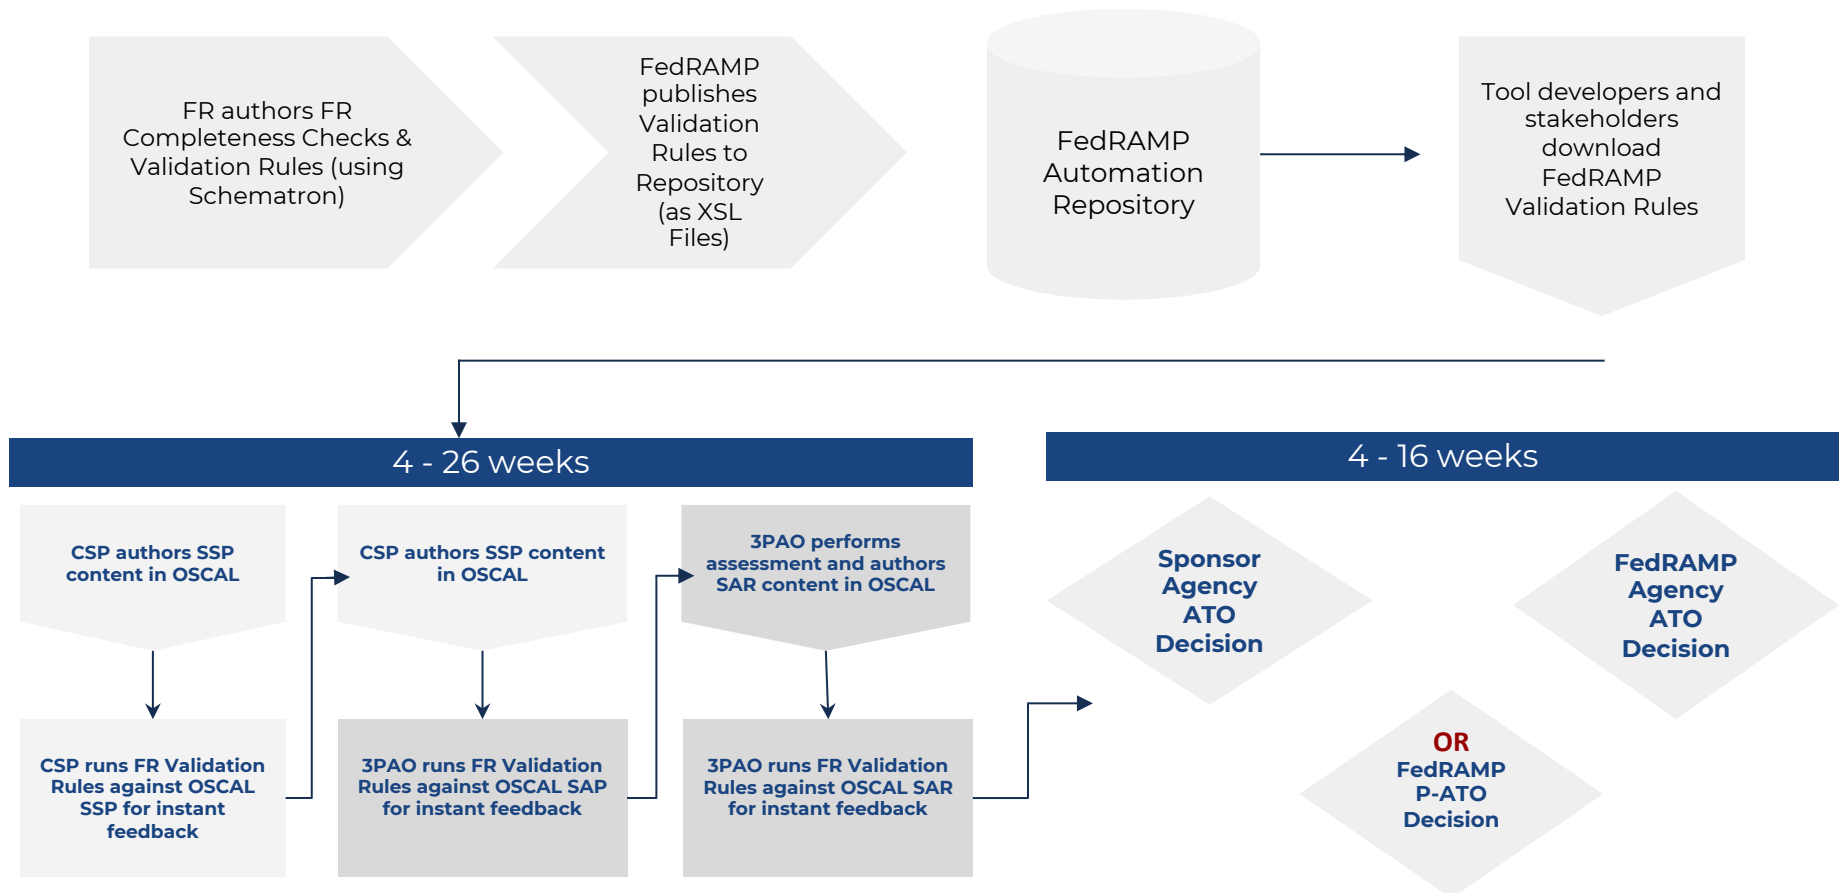 FR authors FR
Completeness Checks &
Validation Rules (using
Schematron)
FedRAMP
publishes
Validation
Rules to
Repository
(as XSL
Files)
FedRAMP
Automation
Repository
Tool developers and
stakeholders
download
FedRAMP
Validation Rules
4 - 26 weeks
4 - 16 weeks
CSP authors SSP
content in OSCAL
CSP authors SSP content
in OSCAL
3PAO performs
assessment and authors
SAR content in OSCAL
CSP runs FR Validation
Rules against OSCAL
SSP for instant
feedback
3PAO runs FR Validation
Rules against OSCAL SAP
for instant feedback
3PAO runs FR Validation
Rules against OSCAL SAR
for instant feedback
Sponsor
Agency
ATO
Decision
FedRAMP
Agency
ATO
Decision
OR
FedRAMP
P-ATO
Decision